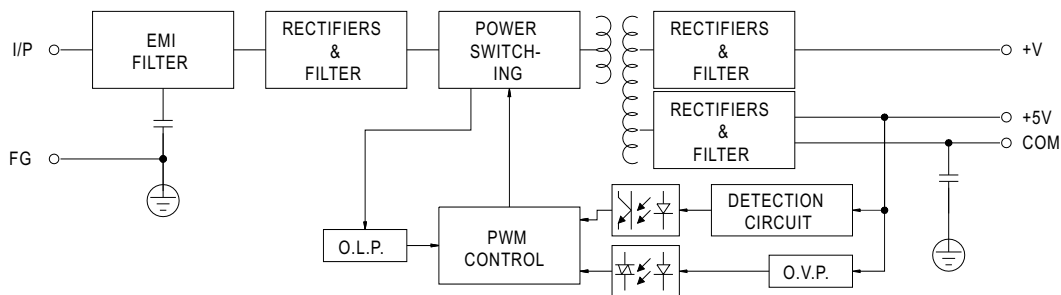 I/P
EMI
FILTER
RECTIFIERS
&
FILTER
POWER
SWITCH-
ING
RECTIFIERS
&
FILTER
+V
RECTIFIERS
&
FILTER
+5V
COM
FG
DETECTION
CIRCUIT
O.L.P.
PWM
CONTROL
O.V.P.